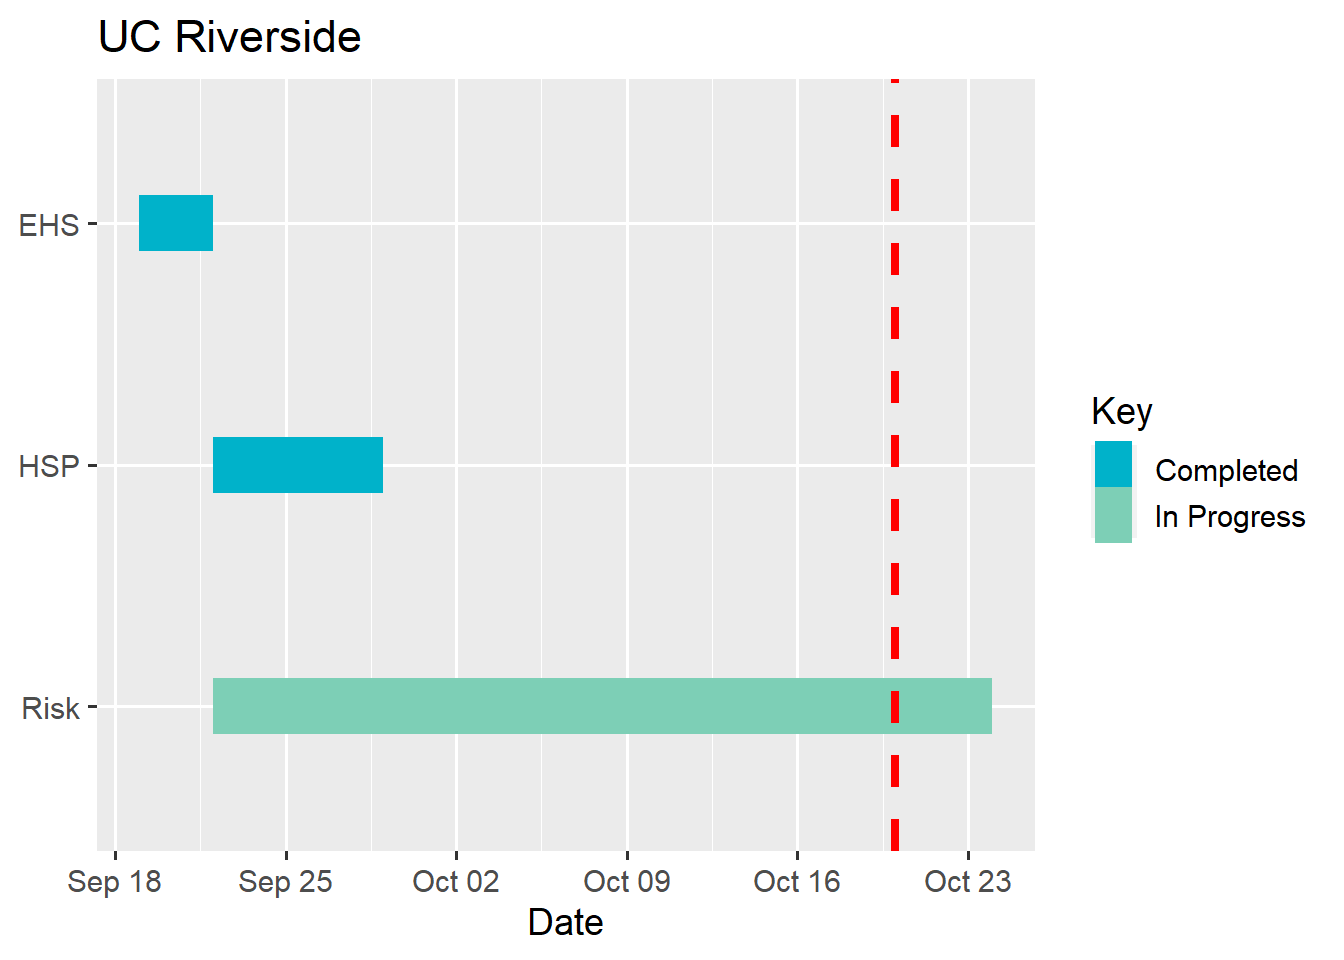 UC Riverside
EHS
HSP
Risk
Sep 18 Sep 25 Oct 02 Oct 09 Oct 16 Oct 23
Date
Key
Completed
In Progress